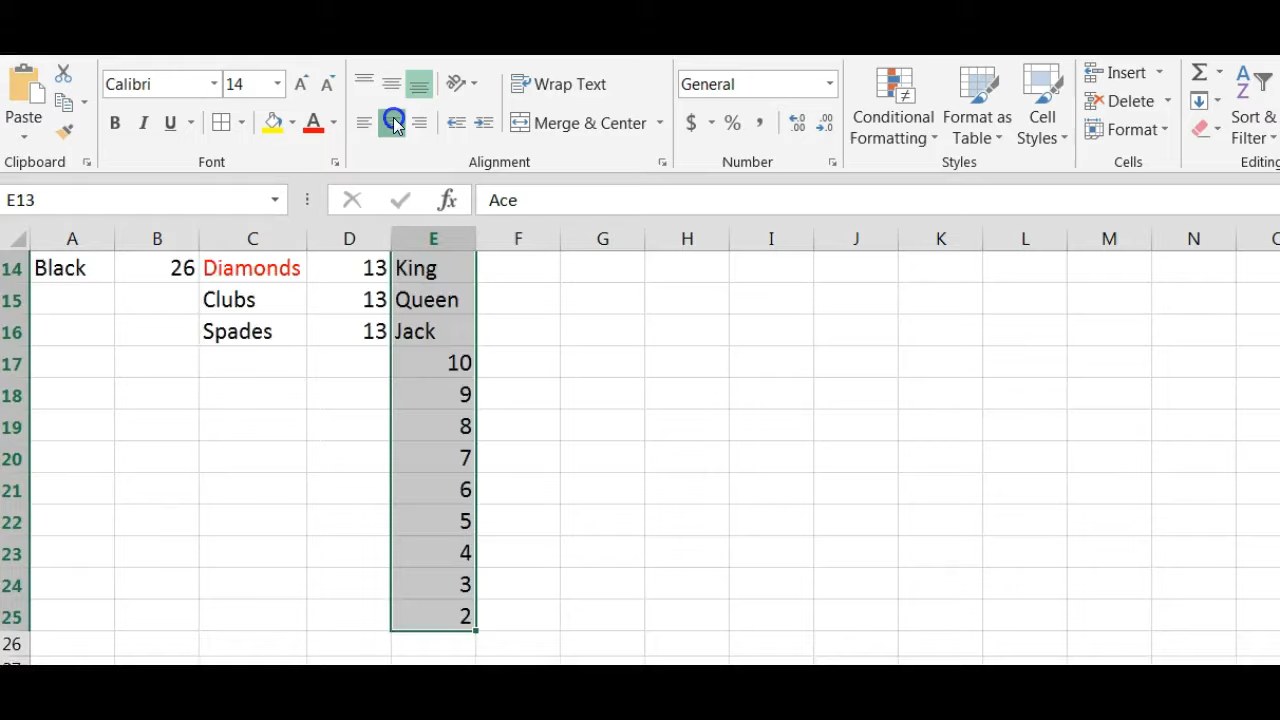 Calibri 14 Wrap Text General Insert Σ A Z
Paste B I U A Merge & Center $ % , .00 Conditional Formatting Format as Table Cell Styles Delete Format Sort & Filter
Clipboard Font Alignment Number Styles Cells Editing
E13 fx Ace
A B C D E F G H I J K L M N
14 Black 26 Diamonds 13 King
15 Clubs 13 Queen
16 Spades 13 Jack
17 10
18 9
19 8
20 7
21 6
22 5
23 4
24 3
25 2
26